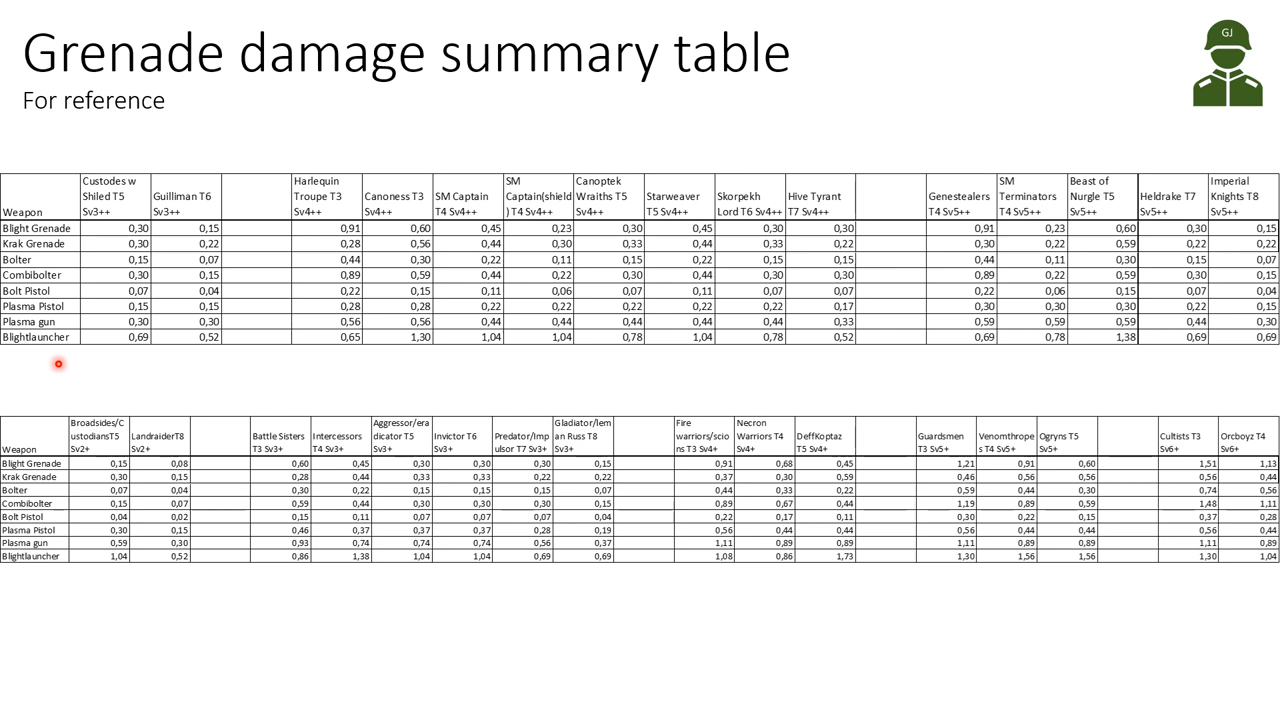 Grenade damage summary table
For reference
GJ
Weapon | Custodes w Shiled T5 Sv3++ | Guilliman T6 Sv3++ | | Harlequin Troupe T3 Sv4++ | Canoness T3 Sv4++ | SM Captain T4 Sv4++ | SM Captain(shield) T4 Sv4++ | Canoptek Wraiths T5 Sv4++ | Starweaver T5 Sv4++ | Skorpekh Lord T6 Sv4++ | Hive Tyrant T7 Sv4++ | | Genestealers T4 Sv5++ | SM Terminators T4 Sv5++ | Beast of Nurgle T5 Sv5++ | Heldrake T7 Sv5++ | Imperial Knights T8 Sv5++
Blight Grenade 0,30 0,15 0,91 0,60 0,45 0,23 0,30 0,45 0,30 0,30 0,91 0,23 0,60 0,30 0,15
Krak Grenade 0,30 0,22 0,28 0,56 0,44 0,30 0,33 0,44 0,33 0,22 0,30 0,22 0,59 0,22 0,22
Bolter 0,15 0,07 0,44 0,30 0,22 0,11 0,15 0,22 0,15 0,15 0,44 0,11 0,30 0,15 0,07
Combibolter 0,30 0,15 0,89 0,59 0,44 0,22 0,30 0,44 0,30 0,30 0,89 0,22 0,59 0,30 0,15
Bolt Pistol 0,07 0,04 0,22 0,15 0,11 0,06 0,07 0,11 0,07 0,07 0,22 0,06 0,15 0,07 0,04
Plasma Pistol 0,15 0,15 0,28 0,28 0,22 0,22 0,22 0,22 0,22 0,17 0,30 0,30 0,30 0,22 0,15
Plasma gun 0,30 0,30 0,56 0,56 0,44 0,44 0,44 0,44 0,44 0,33 0,59 0,59 0,59 0,44 0,30
Blightlauncher 0,69 0,52 0,65 1,30 1,04 1,04 0,78 1,04 0,78 0,52 0,69 0,78 1,38 0,69 0,69
Weapon | Broadsides/CustodiansT5 Sv2+ | LandraiderT8 Sv2+ | | Battle Sisters T3 Sv3+ | Intercessors T4 Sv3+ | Aggressor/eradicator T5 Sv3+ | Invictor T6 Sv3+ | Predator/Impulsor T7 Sv3+ | Gladiator/leman Russ T8 Sv3+ | | Fire warriors/scions T3 Sv4+ | Necron Warriors T4 Sv4+ | DeffKoptaz T5 Sv4+ | | Guardsmen T3 Sv5+ | Venomthropes T4 Sv5+ | Ogryns T5 Sv5+ | | Cultists T3 Sv6+ | Orcboyz T4 Sv6+
Blight Grenade 0,15 0,08 0,60 0,45 0,30 0,30 0,30 0,15 0,91 0,68 0,45 1,21 0,91 0,60 1,51 1,13
Krak Grenade 0,30 0,15 0,28 0,44 0,33 0,33 0,22 0,22 0,37 0,30 0,59 0,46 0,56 0,56 0,56 0,44
Bolter 0,07 0,04 0,30 0,22 0,15 0,15 0,15 0,07 0,44 0,33 0,22 0,59 0,44 0,30 0,74 0,56
Combibolter 0,15 0,07 0,59 0,44 0,30 0,30 0,30 0,15 0,89 0,67 0,44 1,19 0,89 0,59 1,48 1,11
Bolt Pistol 0,04 0,02 0,15 0,11 0,07 0,07 0,07 0,04 0,22 0,17 0,11 0,30 0,22 0,15 0,37 0,28
Plasma Pistol 0,30 0,15 0,46 0,37 0,37 0,37 0,28 0,19 0,56 0,44 0,44 0,56 0,44 0,44 0,56 0,44
Plasma gun 0,59 0,30 0,93 0,74 0,74 0,74 0,56 0,37 1,11 0,89 0,89 1,11 0,89 0,89 1,11 0,89
Blightlauncher 1,04 0,52 0,86 1,38 1,04 1,04 0,69 0,69 1,08 0,86 1,73 1,30 1,56 1,56 1,30 1,04